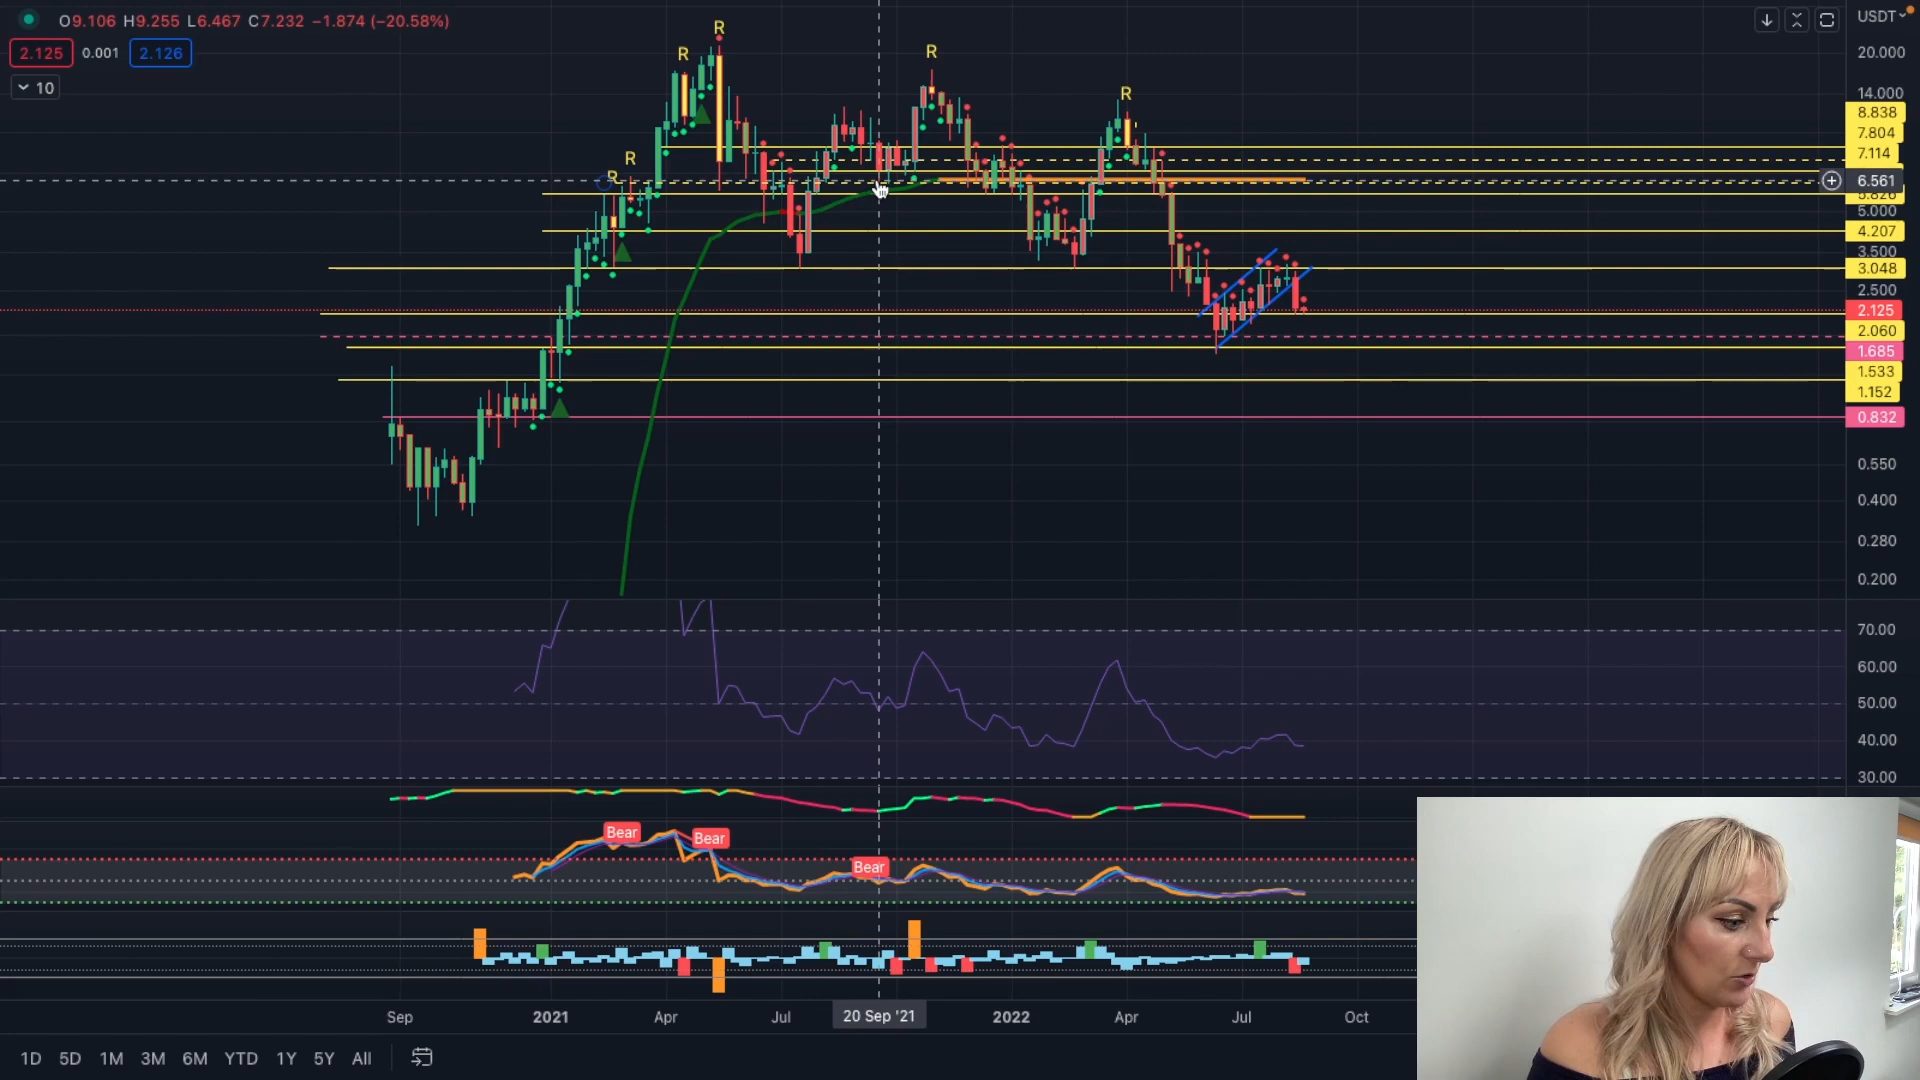 O9.106 H9.255 L6.467 C7.232 −1.874 (−20.58%)
USDT
2.125 0.001 2.126
10
R
R
R
R
R
R
20.000
14.000
8.838
7.804
7.114
6.561
5.000
4.207
3.500
3.048
2.500
2.125
2.060
1.685
1.533
1.152
0.832
0.550
0.400
0.280
0.200
70.00
60.00
50.00
40.00
30.00
Bear
Bear
Bear
Sep 2021 Apr Jul 20 Sep '21 2022 Apr Jul Oct
1D 5D 1M 3M 6M YTD 1Y 5Y All